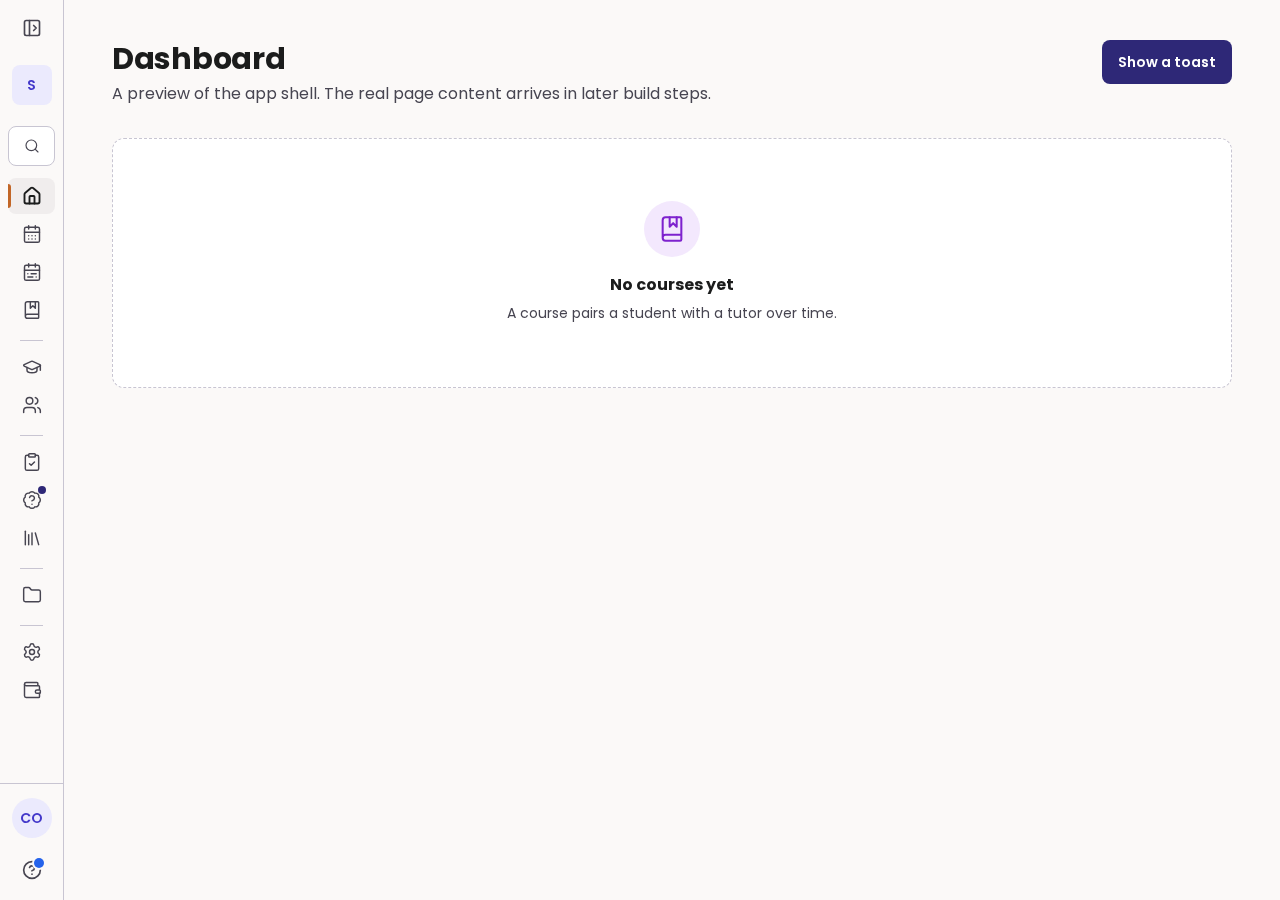 S
Dashboard
Show a toast
A preview of the app shell. The real page content arrives in later build steps.
No courses yet
A course pairs a student with a tutor over time.
CO